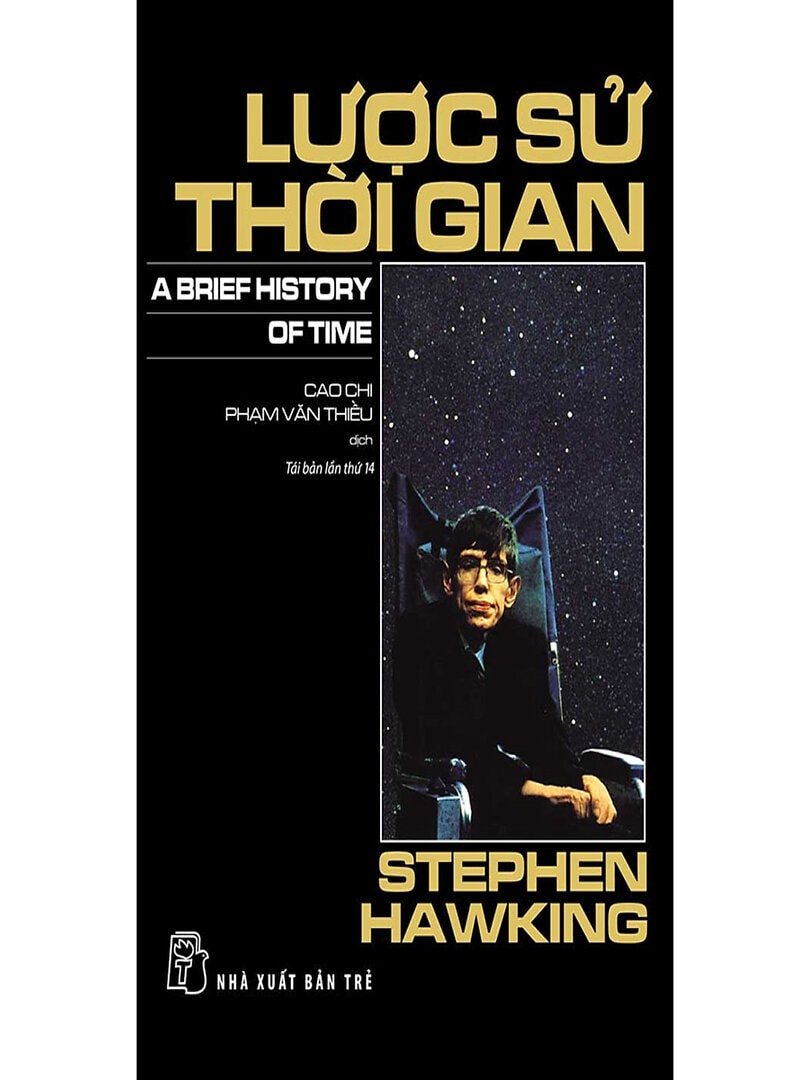 LƯỢC SỬ
THỜI GIAN
A BRIEF HISTORY
OF TIME
CAO CHI
PHẠM VĂN THIỀU
dịch
Tái bản lần thứ 14
STEPHEN
HAWKING
T
NHÀ XUẤT BẢN TRẺ